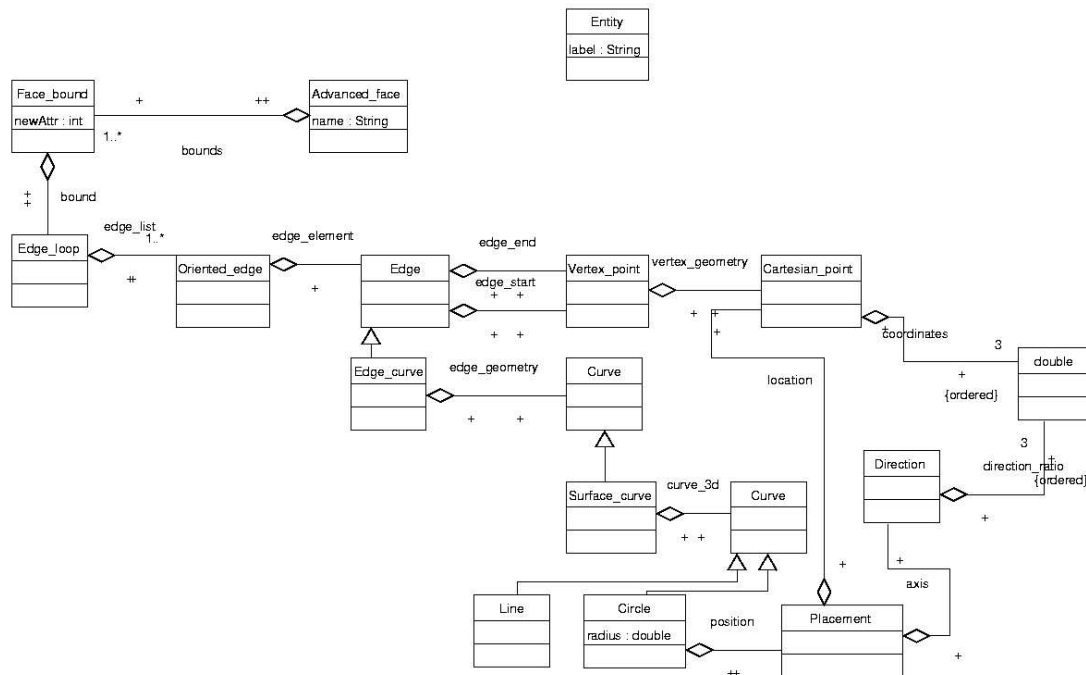 Entity
label : String
Face_bound
newAttr : int
+
++
Advanced_face
name : String
1..*
bounds
+
+
bound
Edge_loop
edge_list
1..*
++
Oriented_edge
edge_element
+
Edge
edge_end
edge_start
+ +
+ +
Vertex_point
vertex_geometry
+ +
+
Cartesian_point
+
coordinates
3
+
{ordered}
double
Edge_curve
edge_geometry
+ +
Curve
location
3
+
direction_ratio
{ordered}
Direction
+
Surface_curve
curve_3d
+ +
Curve
+
+
axis
Line
Circle
radius : double
position
++
Placement
+